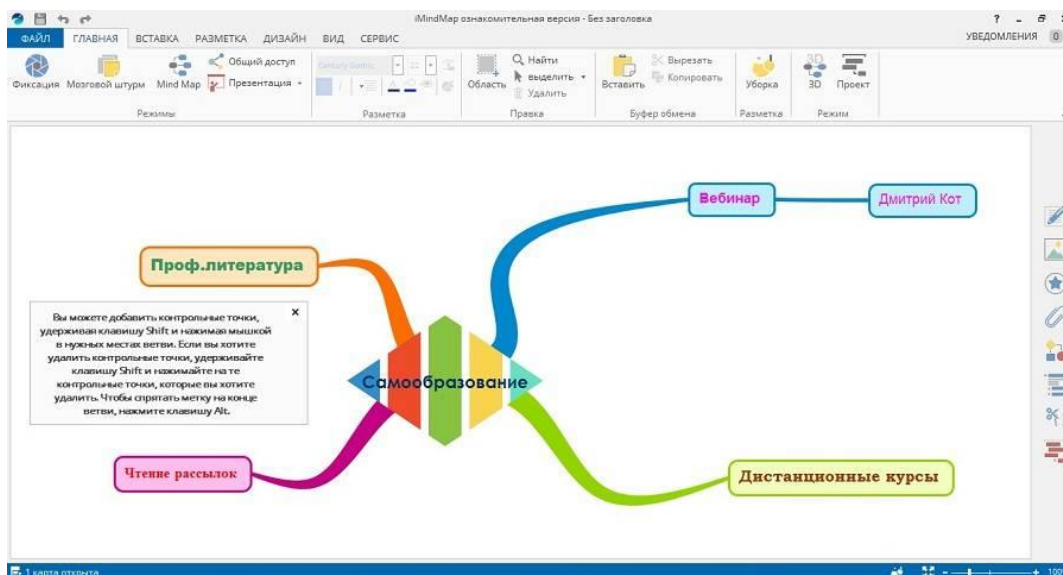 iMindMap ознакомительная версия - Без заголовка
?
ФАЙЛ ГЛАВНАЯ ВСТАВКА РАЗМЕТКА ДИЗАЙН ВИД СЕРВИС УВЕДОМЛЕНИЯ 0
Фиксация Мозговой штурм Mind Map Общий доступ
Презентация
Century Gothic
Область Найти
выделить
Удалить
Вставить Вырезать
Копировать
Уборка 3D Проект
Режимы Разметка Правка Буфер обмена Разметка Режим
Вебинар Дмитрий Кот
Проф.литература
Вы можете добавить контрольные точки,
удерживая клавишу Shift и нажимая мышкой
в нужных местах ветви. Если вы хотите
удалить контрольные точки, удерживайте
клавишу Shift и нажимайте на те
контрольные точки, которые вы хотите
удалить. Чтобы спрятать метку на конце
ветви, нажмите клавишу Alt.
Самообразование
Чтение рассылок
Дистанционные курсы
1 карта открыта